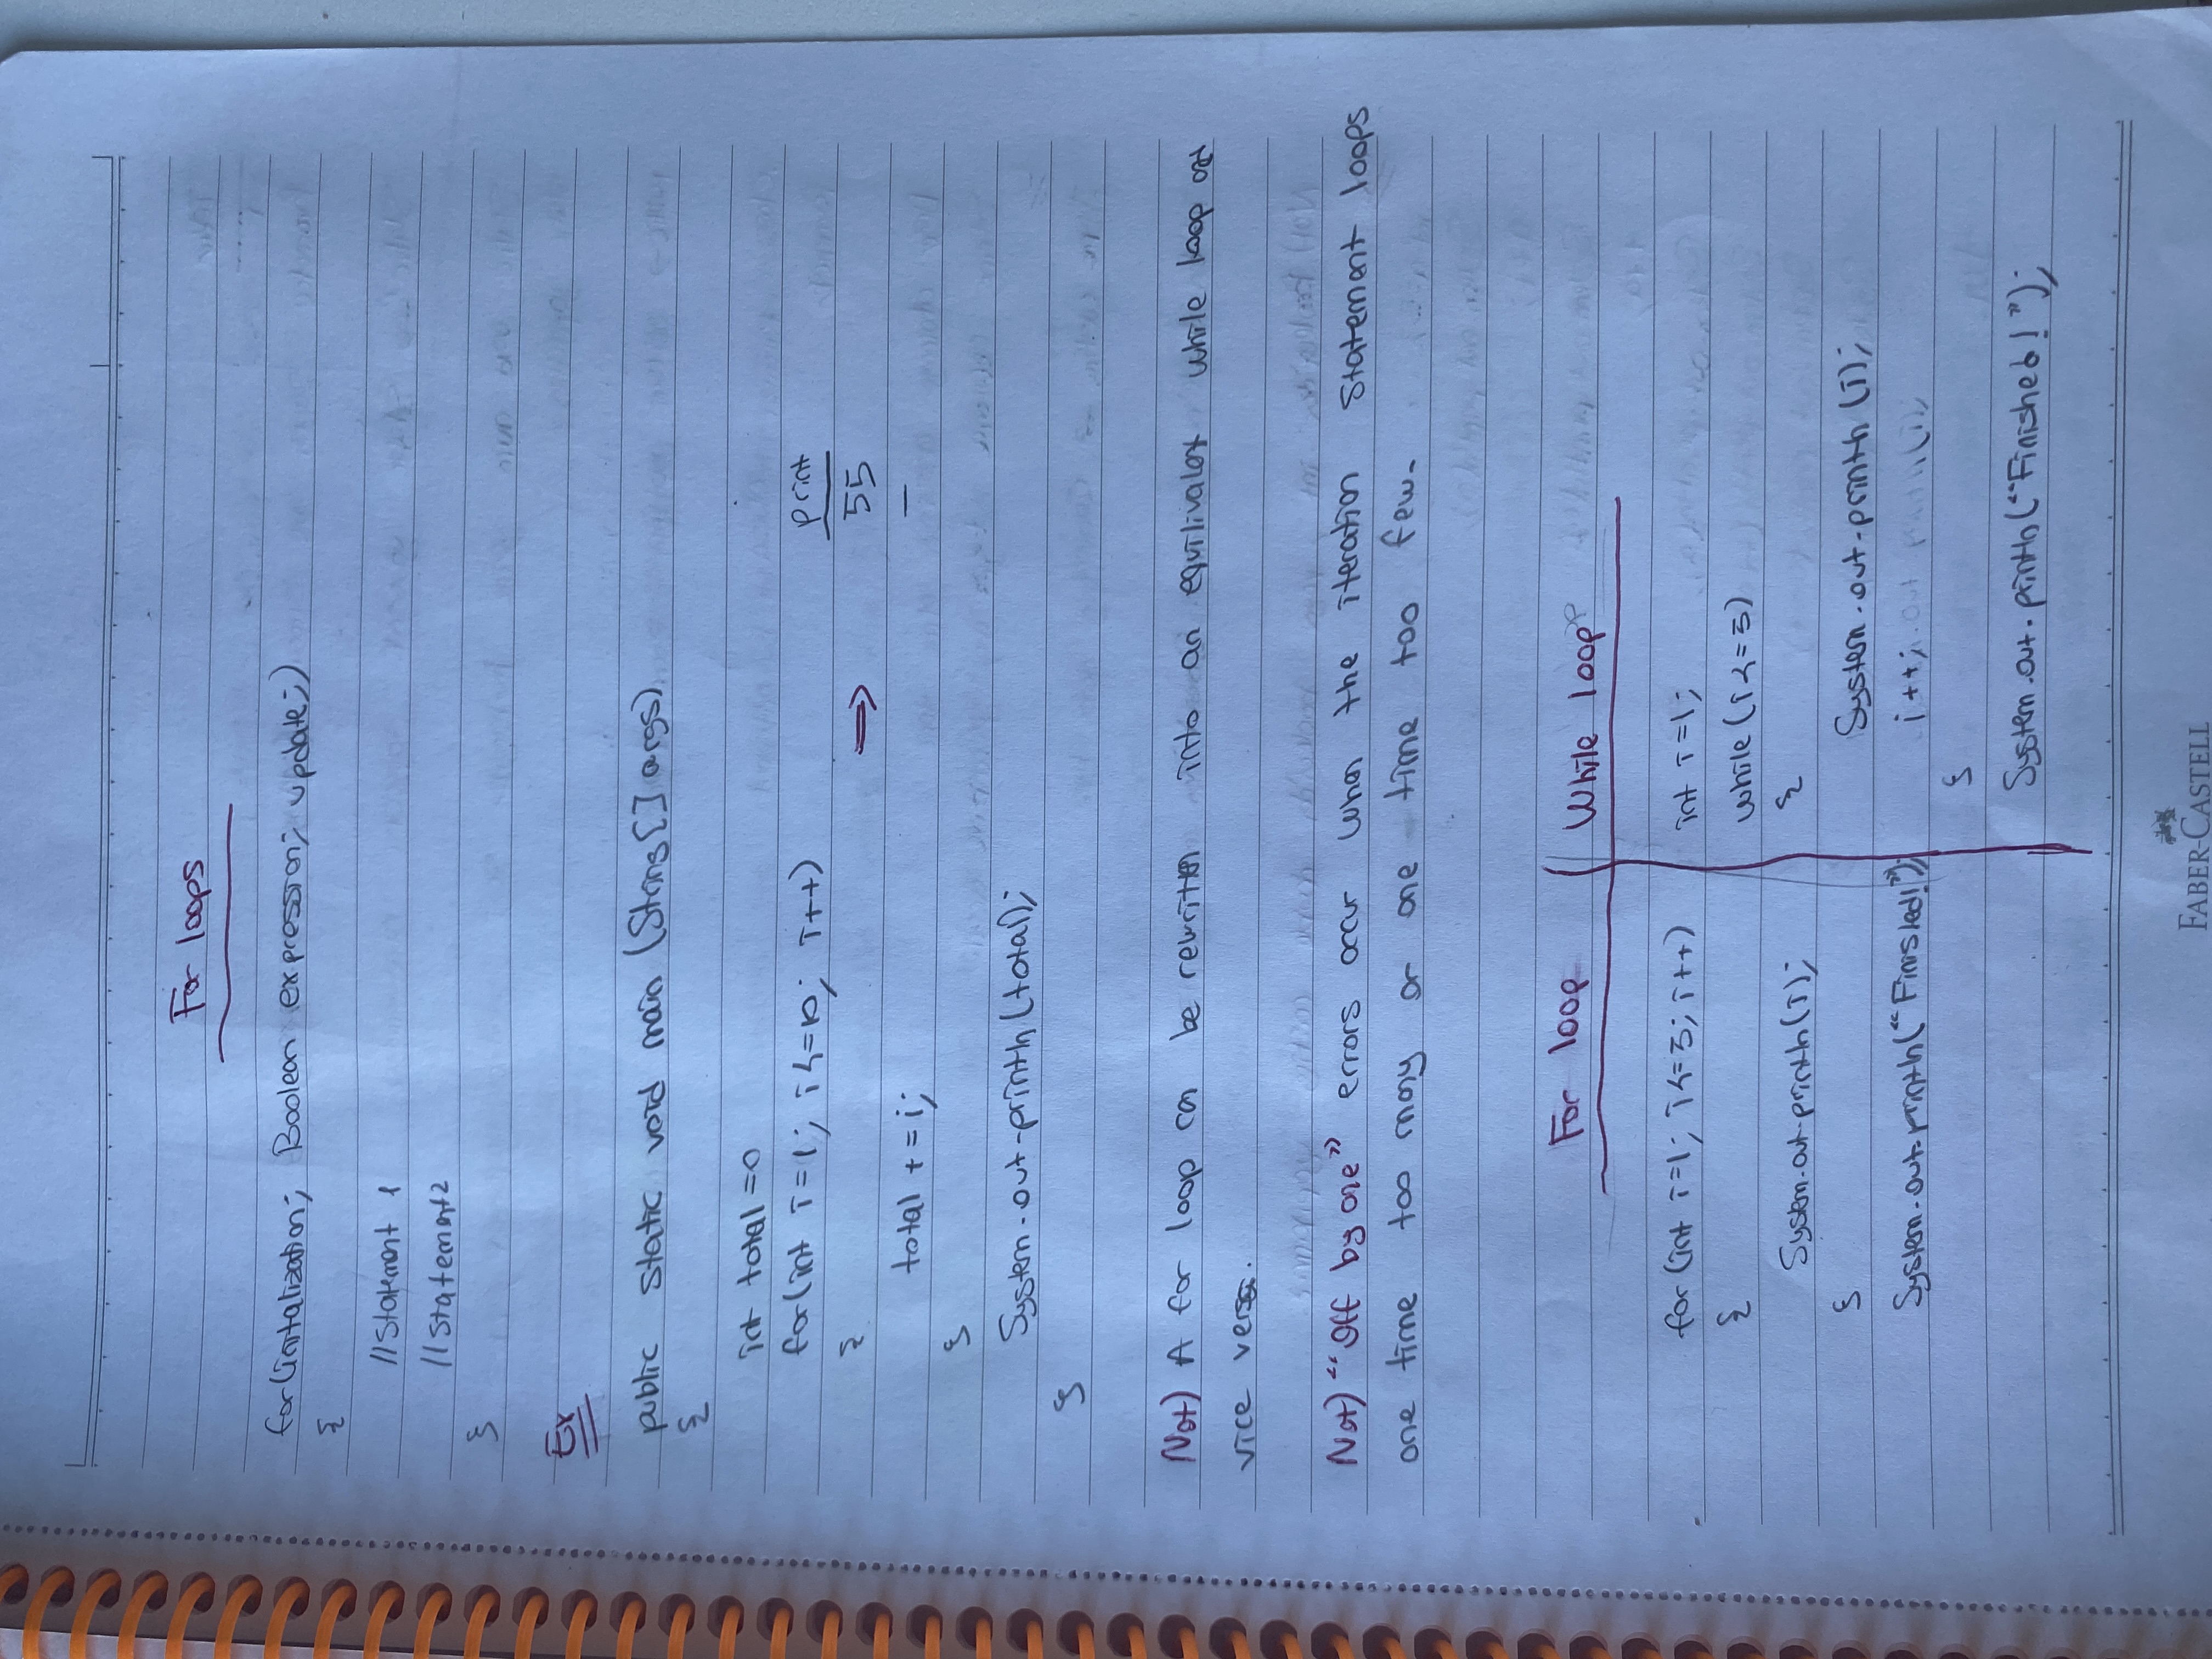 For loops
for(initalization; Boolean expression; update;)
{
//Statement 1
//Statement2
}
Ex
public static void main (String[] args)
{
int total =0
for(int i=1; i<=10; i++)
{
total += i;
}
System.out.println(total);
}
print
55
Not) A for loop can be rewritten into an equilivalent while loop and
vice versa.
Not) "Off by one" errors occur when the iteration statement loops
one time too many or one time too few.
For loop
for (int i=1; i<=5; i++)
{
System.out.println(i);
}
System.out.println("Finished!");
While loop
int i=1;
while(i<=5)
{
System.out.println(i);
i++;
}
System.out.println("Finished!");
FABER-CASTELL